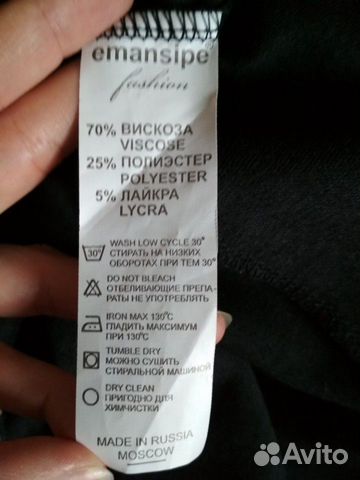 emansipe®
fashion
70% ВИСКОЗА
VISCOSE
25% ПОЛИЭСТЕР
POLYESTER
5% ЛАЙКРА
LYCRA
30° WASH LOW CYCLE 30°
СТИРАТЬ НА НИЗКИХ
ОБОРОТАХ ПРИ ТЕМ 30°
DO NOT BLEACH
ОТБЕЛИВАЮЩИЕ ПРЕПА-
РАТЫ НЕ УПОТРЕБЛЯТЬ
IRON MAX 130°C
ГЛАДИТЬ МАКСИМУМ
ПРИ 130°C
TUMBLE DRY
МОЖНО СУШИТЬ
СТИРАЛЬНОЙ МАШИНОЙ
DRY CLEAN
ПРИГОДНО ДЛЯ
ХИМЧИСТКИ
MADE IN RUSSIA
MOSCOW
Avito